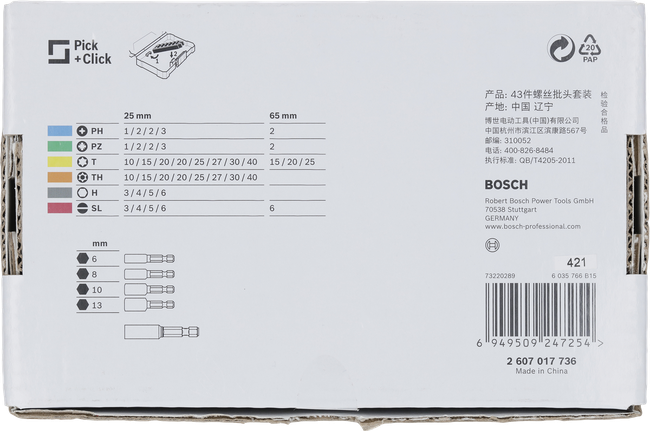 Pick
+Click
1
2
20
PAP
产品: 43件螺丝批头套装
产地: 中国 辽宁
检验合格品
博世电动工具(中国)有限公司
中国杭州市滨江区滨康路567号
邮编: 310052
电话: 400-826-8484
执行标准: QB/T4205-2011
25 mm 65 mm
PH 1 / 2 / 2 / 3 2
PZ 1 / 2 / 2 / 3 2
T 10 / 15 / 20 / 20 / 25 / 27 / 30 / 40 15 / 20 / 25
TH 10 / 15 / 20 / 20 / 25 / 27 / 30 / 40
H 3 / 4 / 5 / 6
SL 3 / 4 / 5 / 6 6
mm
6
8
10
13
BOSCH
Robert Bosch Power Tools GmbH
70538 Stuttgart
GERMANY
www.bosch-professional.com
421
73220289 6 035 766 B15
6 949509 247254 >
2 607 017 736
Made in China